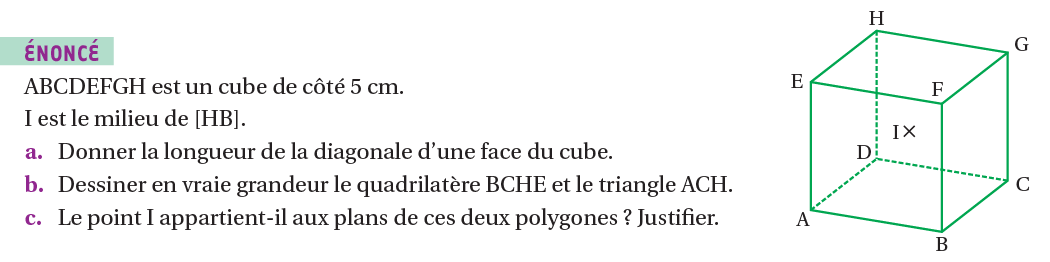 ÉNONCÉ
ABCDEFGH est un cube de côté 5 cm.
I est le milieu de [HB].
a. Donner la longueur de la diagonale d’une face du cube.
b. Dessiner en vraie grandeur le quadrilatère BCHE et le triangle ACH.
c. Le point I appartient-il aux plans de ces deux polygones ? Justifier.
H
G
E
F
I×
D
C
A
B